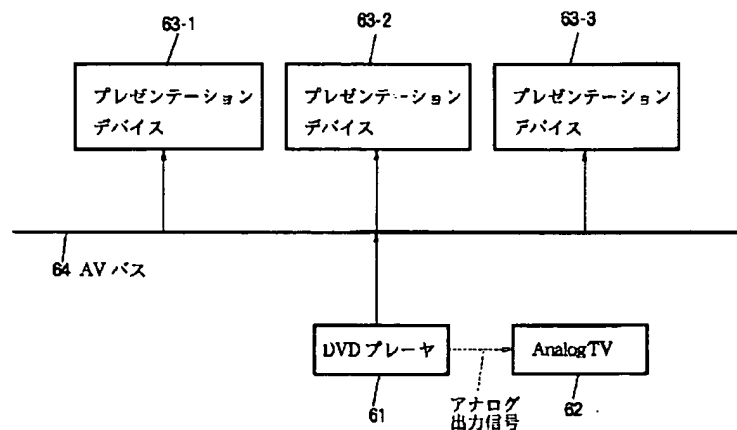 63-1
63-2
63-3
プレゼンテーション
デバイス
プレゼンテーション
デバイス
プレゼンテーション
デバイス
64 AV バス
DVD プレーヤ
Analog TV
61
アナログ
出力信号
62